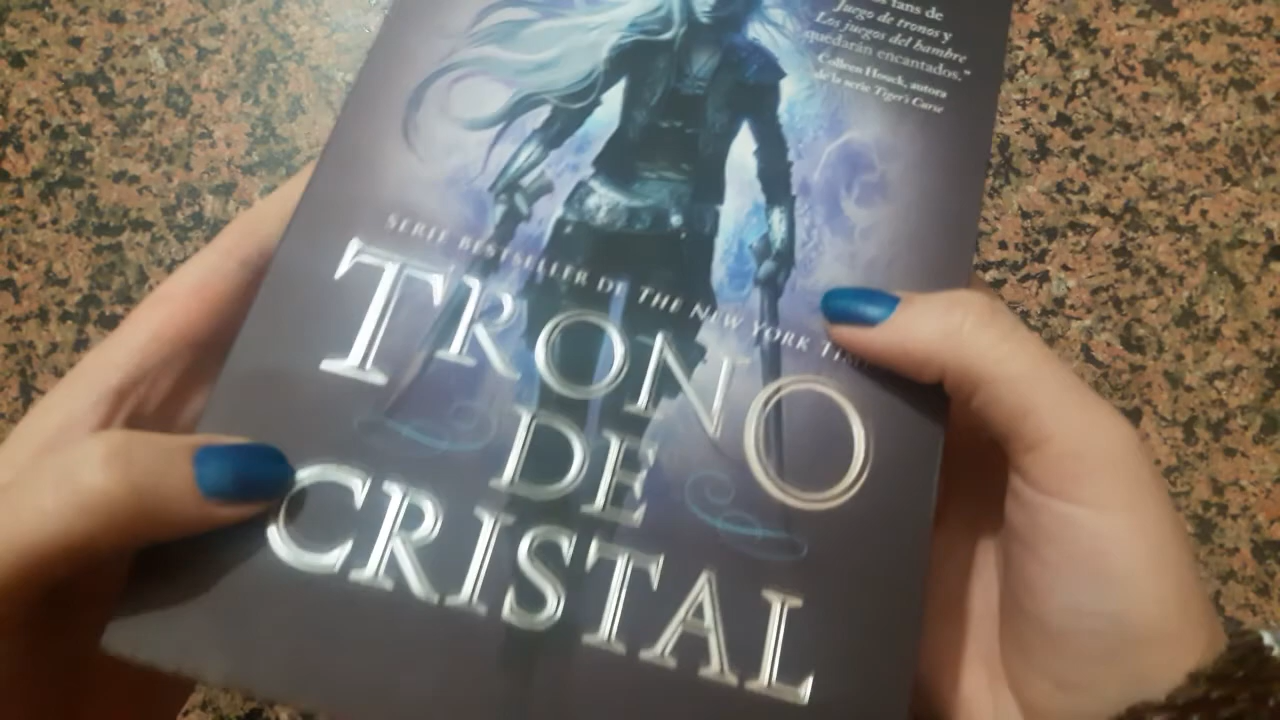 fans de
Juego de tronos y
Los juegos del hambre
quedarán encantados."
Colleen Houck, autora
de la serie Tiger's Curse
SERIE BESTSELLER DE THE NEW YORK
TRONO
DE
CRISTAL